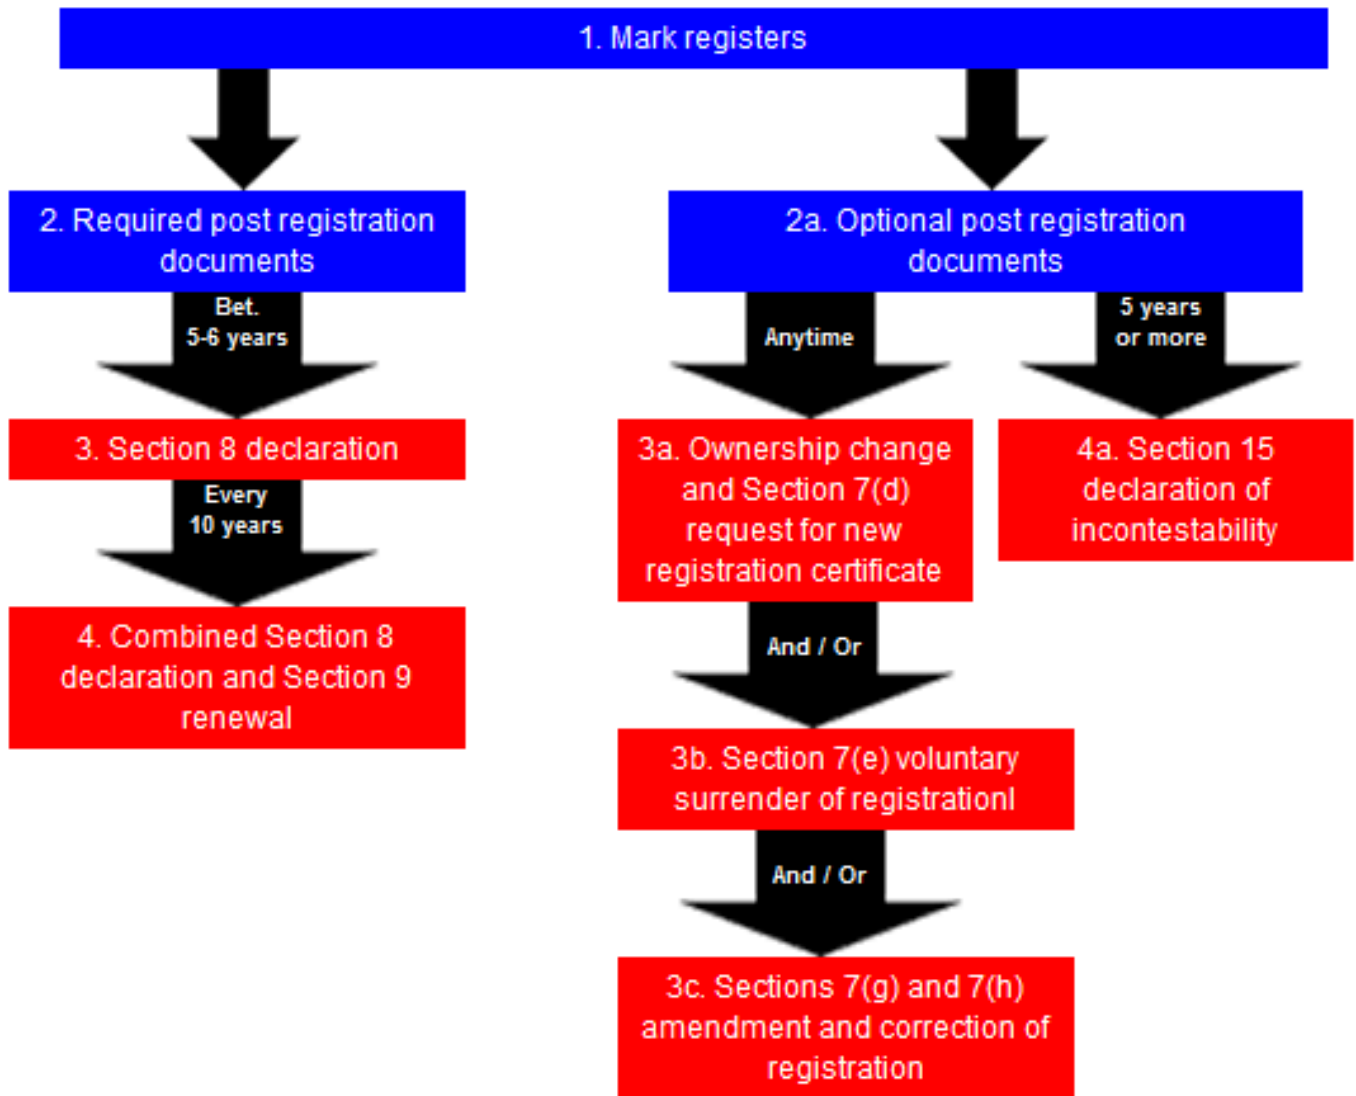 1. Mark registers
2. Required post registration
documents
2a. Optional post registration
documents
Bet.
5-6 years
Anytime
5 years
or more
3. Section 8 declaration
3a. Ownership change
and Section 7(d)
request for new
registration certificate
4a. Section 15
declaration of
incontestability
Every
10 years
4. Combined Section 8
declaration and Section 9
renewal
And / Or
3b. Section 7(e) voluntary
surrender of registrationl
And / Or
3c. Sections 7(g) and 7(h)
amendment and correction of
registration